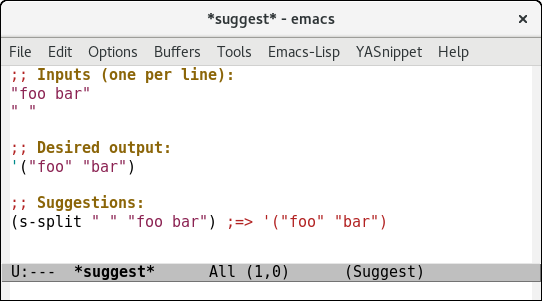 *suggest* - emacs ×
File Edit Options Buffers Tools Emacs-Lisp YASnippet Help
;; Inputs (one per line):
"foo bar"
" "
;; Desired output:
'("foo" "bar")
;; Suggestions:
(s-split " " "foo bar") ;=> '("foo" "bar")
U:--- *suggest* All (1,0) (Suggest)